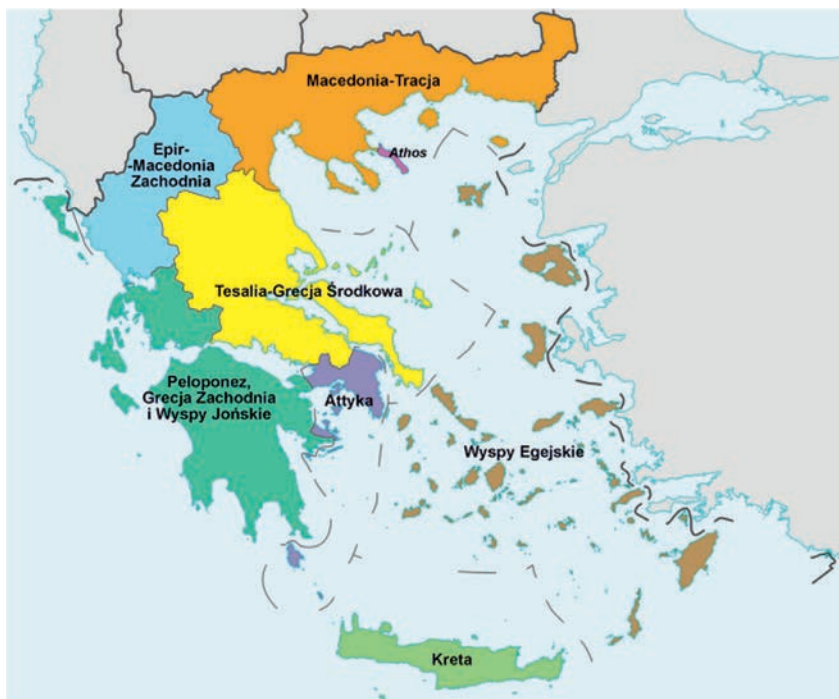 Macedonia-Tracja
Athos
Epir-
-Macedonia
Zachodnia
Tesalia-Grecja Środkowa
Peloponez,
Grecja Zachodnia
i Wyspy Jońskie
Attyka
Wyspy Egejskie
Kreta